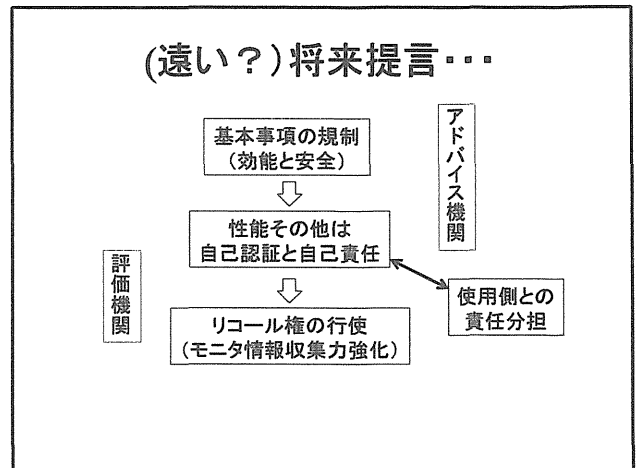 (遠い？)将来提言･･･
基本事項の規制
(効能と安全)
アドバイス機関
性能その他は
自己認証と自己責任
評価機関
使用側との
責任分担
リコール権の行使
(モニタ情報収集力強化)